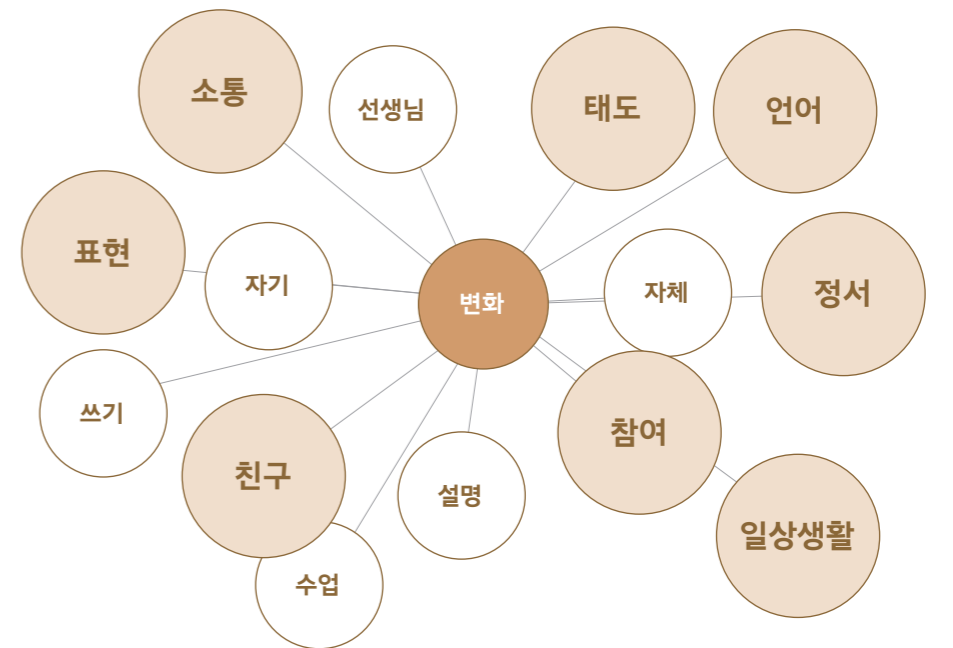 소통
선생님
태도
언어
표현
자기
변화
자체
정서
쓰기
친구
설명
참여
수업
일상생활